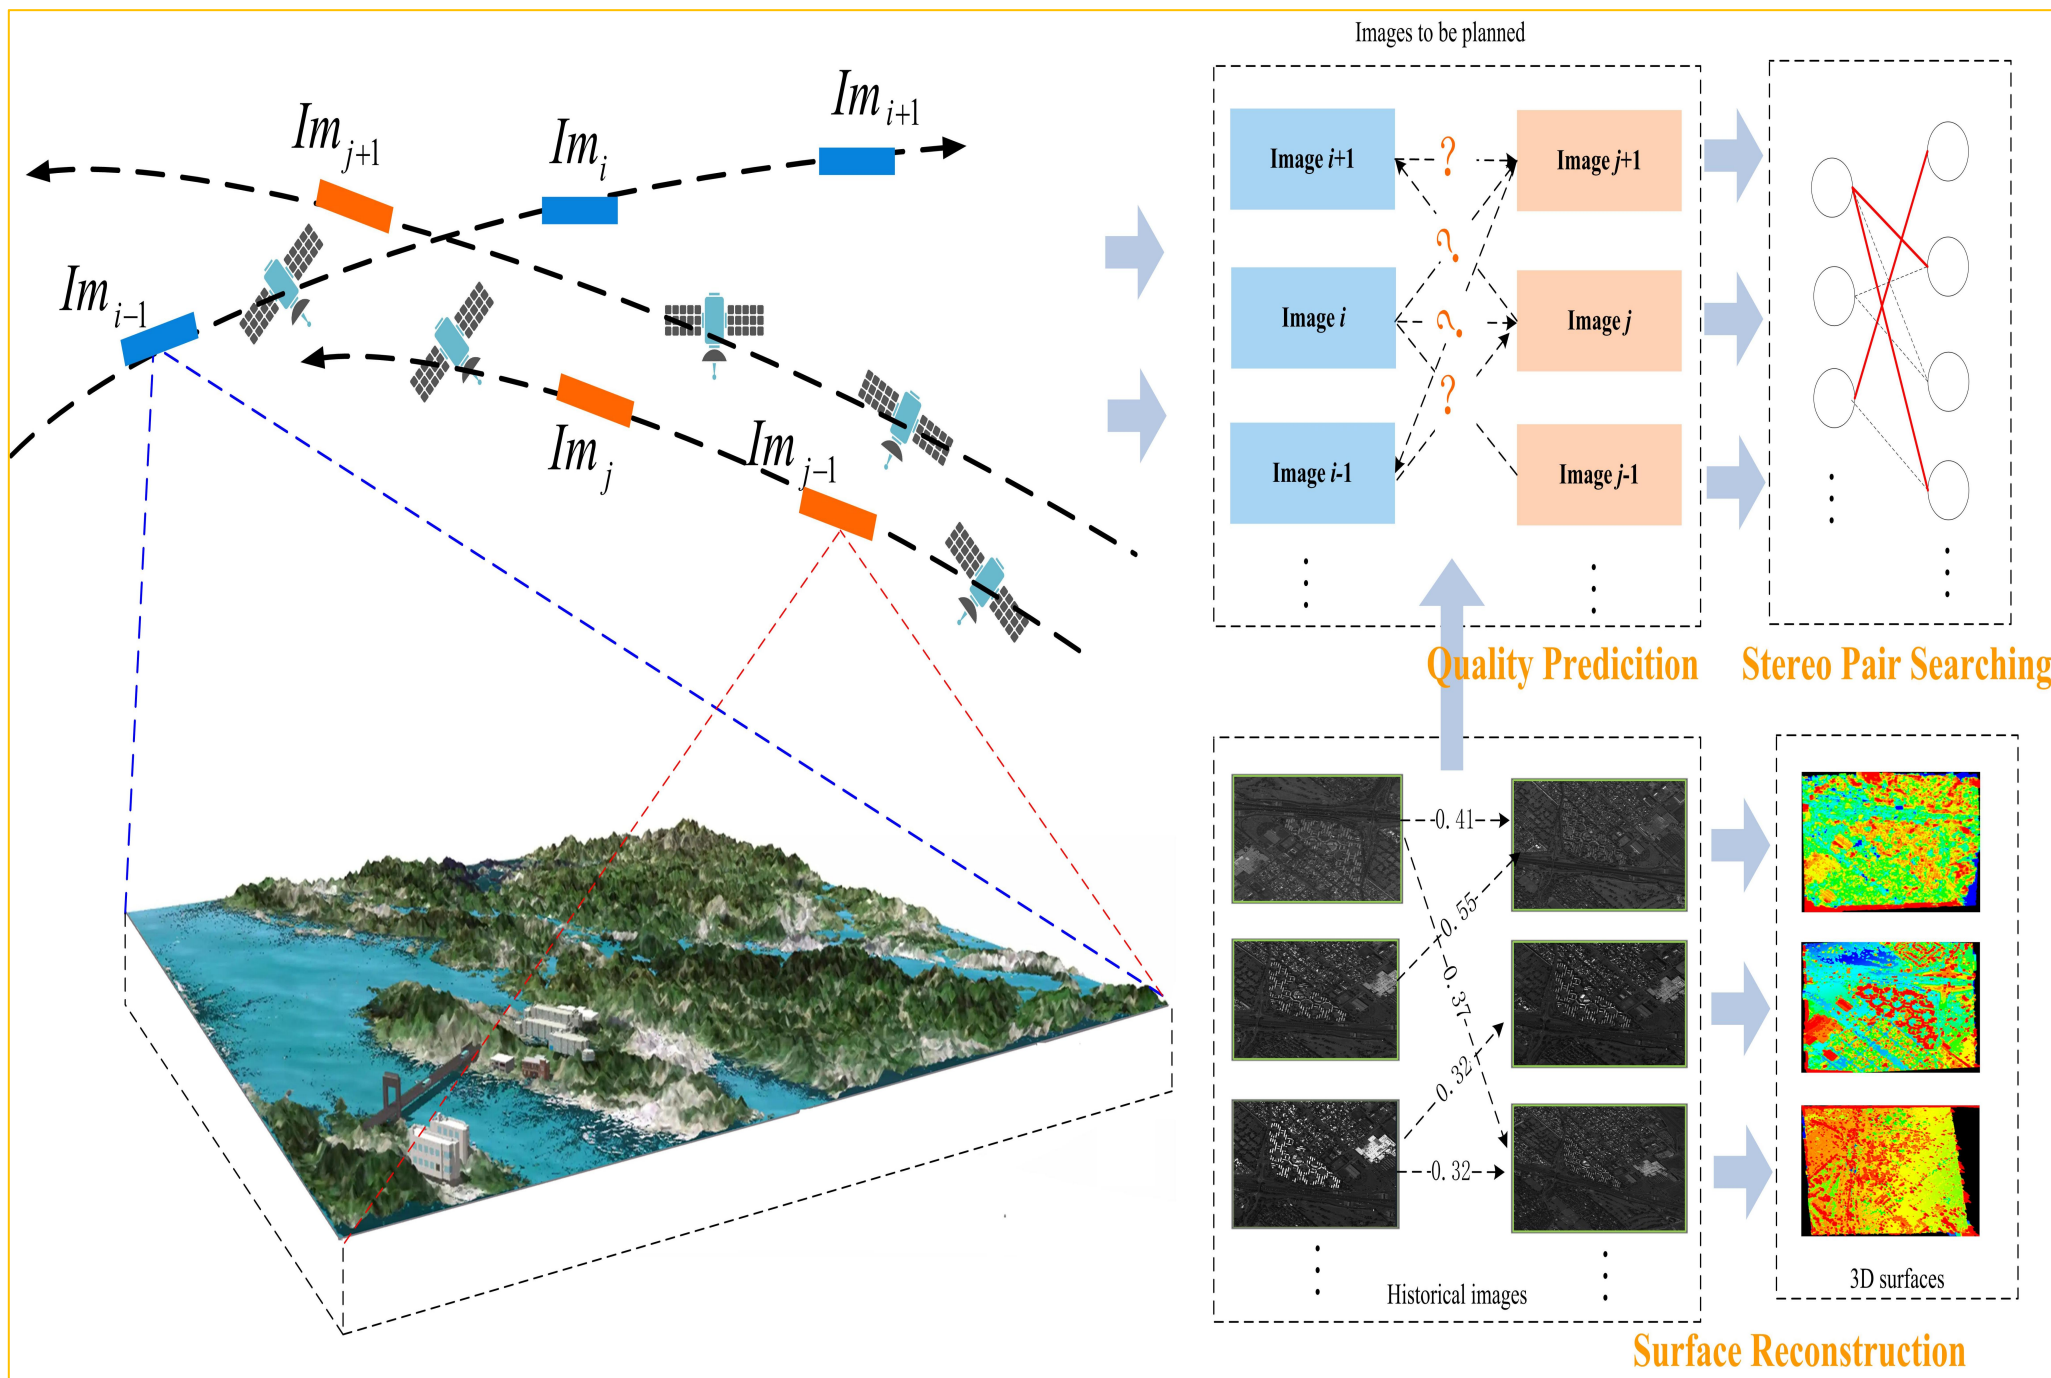 Images to be planned
Im i+1
Im j+1
Im i
Im i−1
Im j
Im j−1
Image i+1
?
Image j+1
?
Image i
?
Image j
?
Image i-1
Image j-1
Quality Predicition
Stereo Pair Searching
0.41
0.55
0.37
0.32
0.32
Historical images
3D surfaces
Surface Reconstruction